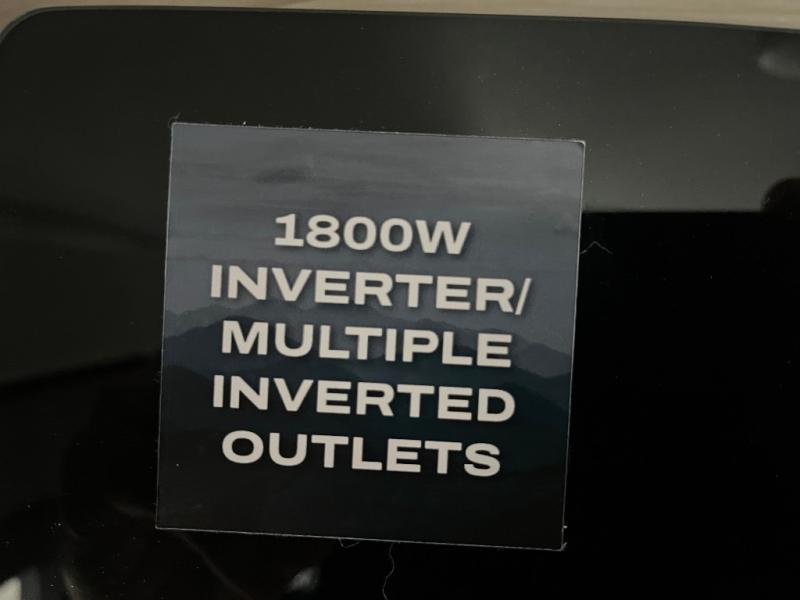 1800W
INVERTER/
MULTIPLE
INVERTED
OUTLETS